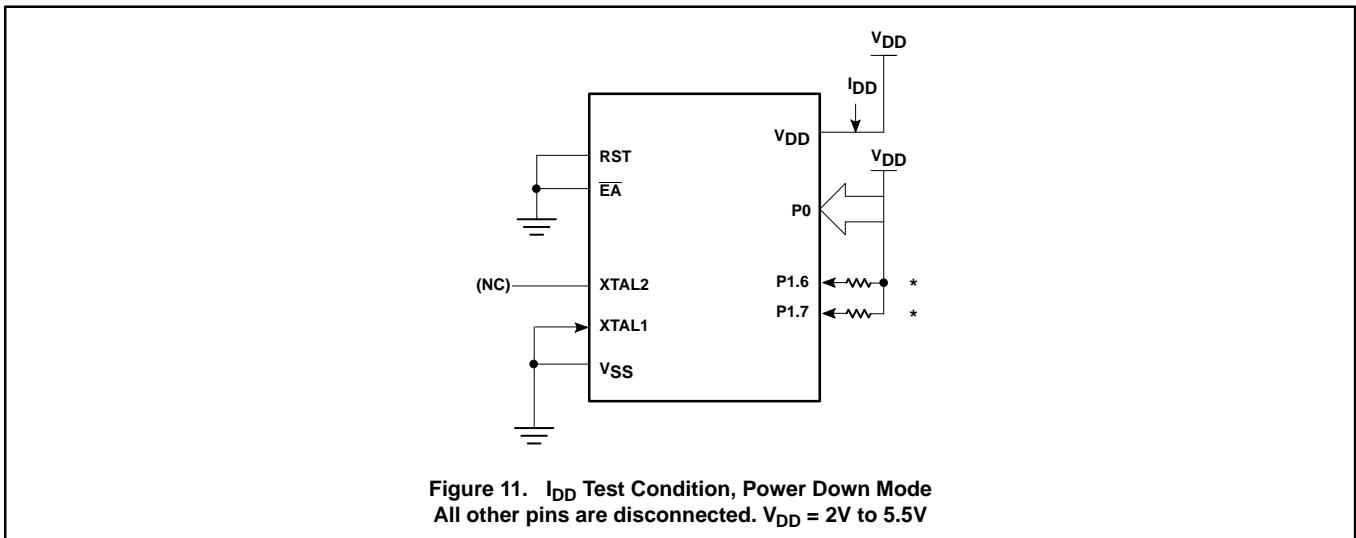 VDD
IDD
VDD
RST
VDD
EA
P0
(NC)
XTAL2
P1.6
*
P1.7
*
XTAL1
VSS
Figure 11. IDD Test Condition, Power Down Mode
All other pins are disconnected. VDD = 2V to 5.5V